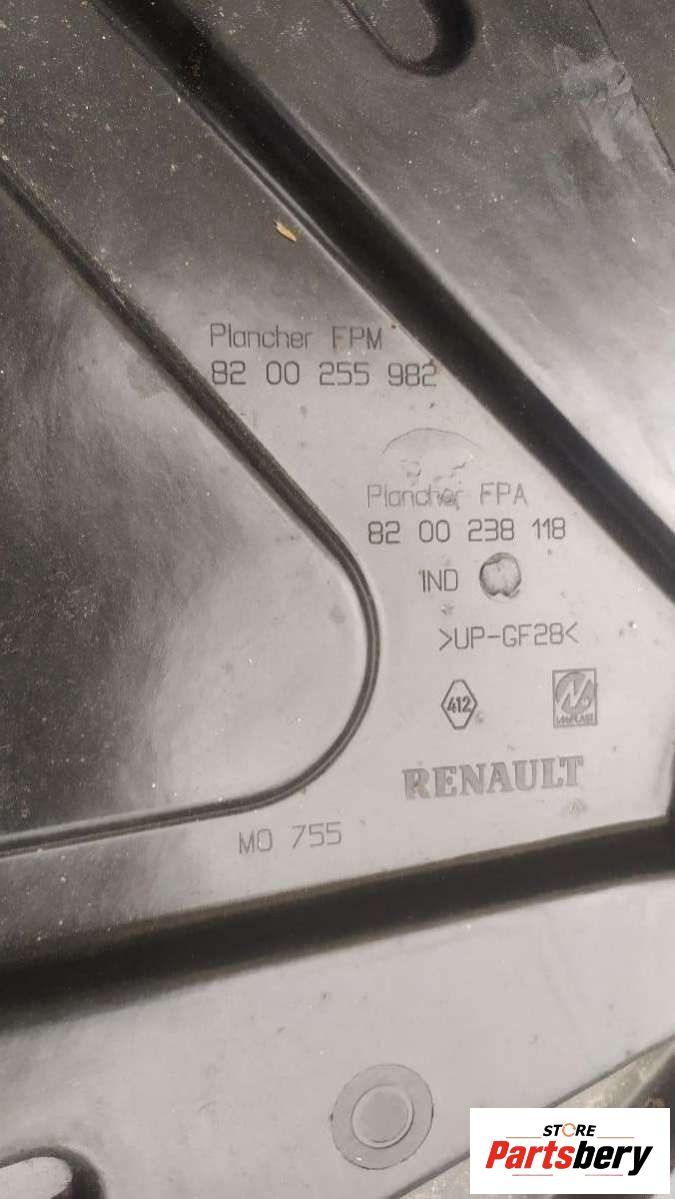 Plancher FPM
82 00 255 982
Plancher FPA
82 00 238 118
IND
>UP-GF28<
412
RENAULT
MO 755
STORE
Partsbery